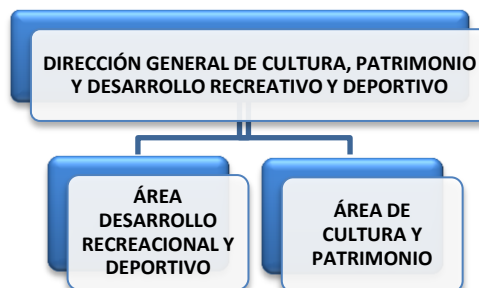 DIRECCIÓN GENERAL DE CULTURA, PATRIMONIO
Y DESARROLLO RECREATIVO Y DEPORTIVO
ÁREA
DESARROLLO
RECREACIONAL Y
DEPORTIVO
ÁREA DE
CULTURA Y
PATRIMONIO